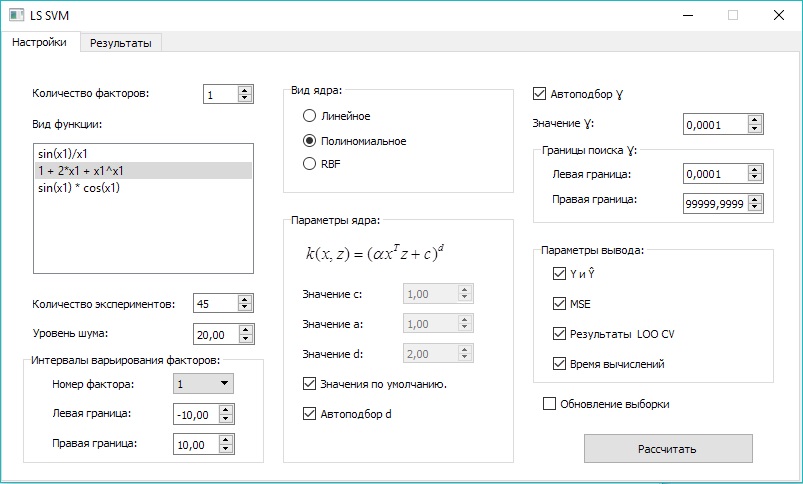 LS SVM
Настройки
Результаты
Количество факторов:
1
Вид функции:
sin(x1)/x1
1 + 2*x1 + x1^x1
sin(x1) * cos(x1)
Количество экспериментов:
45
Уровень шума:
20,00
Интервалы варьирования факторов:
Номер фактора:
1
Левая граница:
-10,00
Правая граница:
10,00
Вид ядра:
Линейное
Полиномиальное
RBF
Параметры ядра:
k(x, z) = (αx^T z + c)^d
Значение c:
1,00
Значение a:
1,00
Значение d:
2,00
Значения по умолчанию.
Автоподбор d
Автоподбор Ɣ
Значение Ɣ:
0,0001
Границы поиска Ɣ:
Левая граница:
0,0001
Правая граница:
99999,9999
Параметры вывода:
Y и Ŷ
MSE
Результаты LOO CV
Время вычислений
Обновление выборки
Рассчитать